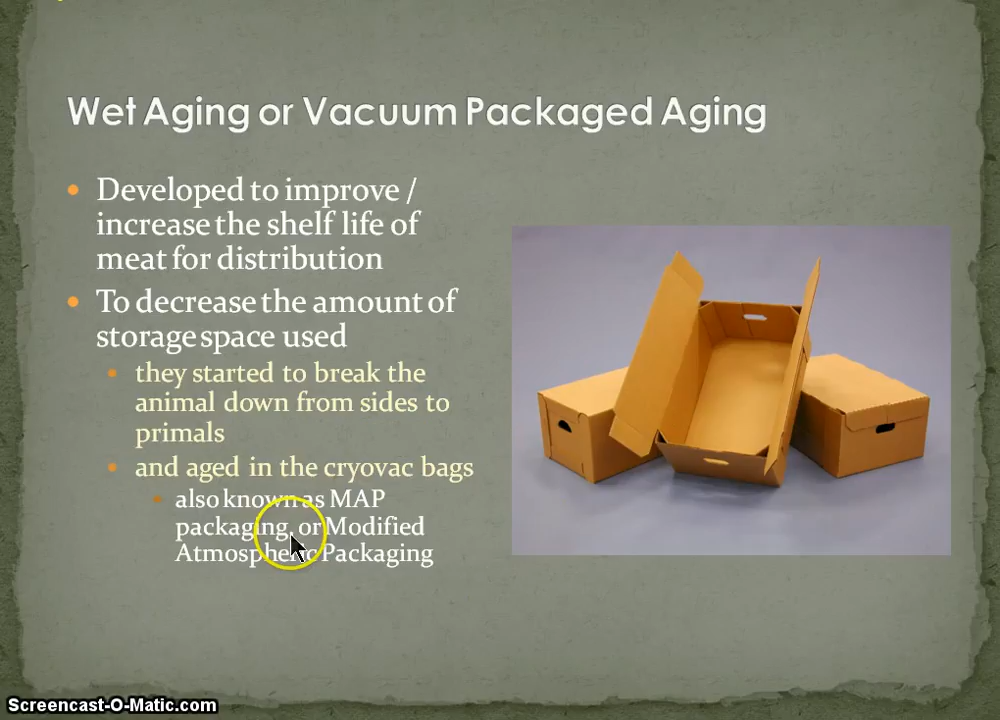 Wet Aging or Vacuum Packaged Aging
Developed to improve /
increase the shelf life of
meat for distribution
To decrease the amount of
storage space used
they started to break the
animal down from sides to
primals
and aged in the cryovac bags
also known as MAP
packaging, or Modified
Atmospheric Packaging
Screencast-O-Matic.com